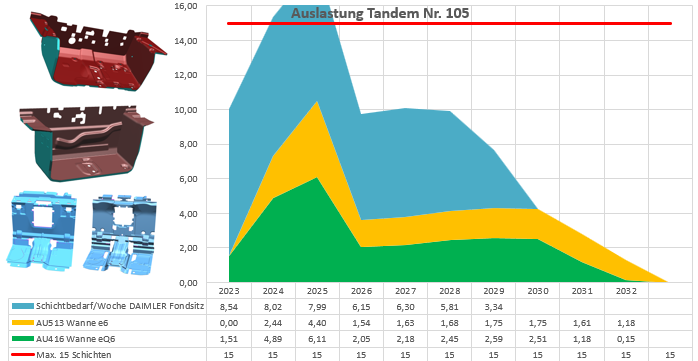 Auslastung Tandem Nr. 105
16,00
14,00
12,00
10,00
8,00
6,00
4,00
2,00
0,00
2023 2024 2025 2026 2027 2028 2029 2030 2031 2032
Schichtbedarf/Woche DAIMLER Fondsitz 8,54 8,02 7,99 6,15 6,30 5,81 3,34
AU513 Wanne e6 0,00 2,44 4,40 1,54 1,63 1,68 1,75 1,75 1,61 1,18
AU416 Wanne eQ6 1,51 4,89 6,11 2,05 2,18 2,45 2,59 2,51 1,18 0,15
Max. 15 Schichten 15 15 15 15 15 15 15 15 15 15 15